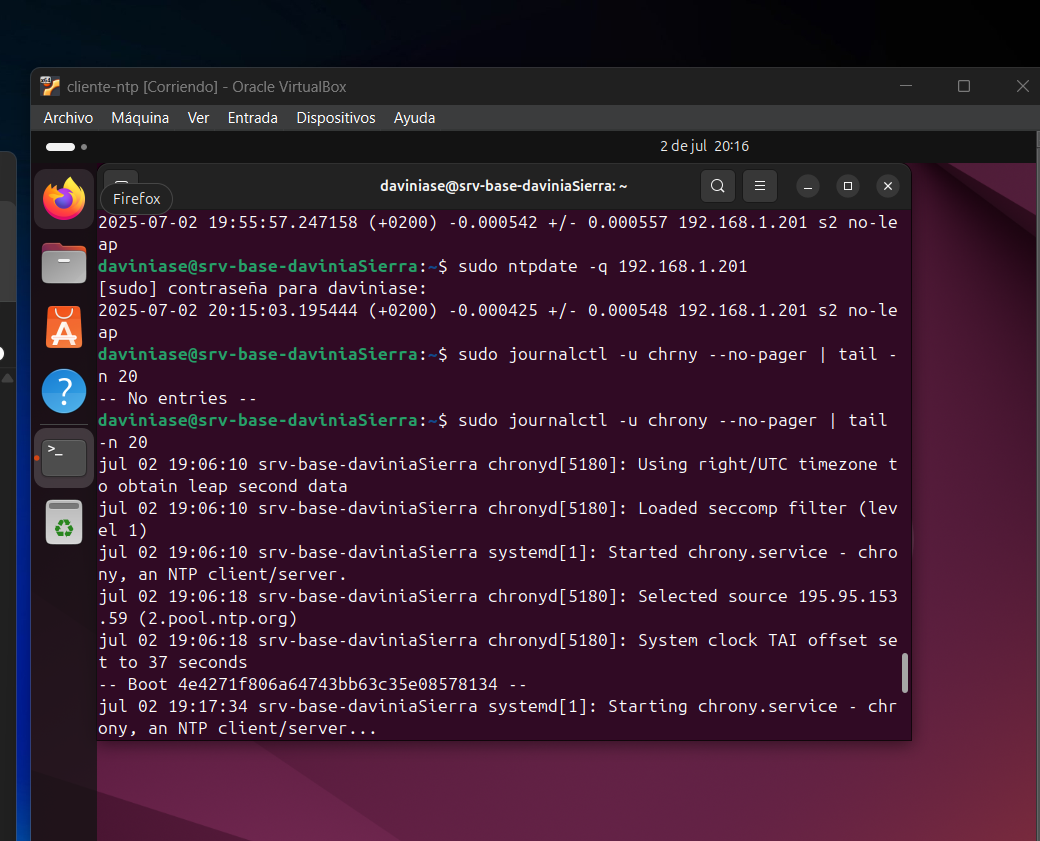 cliente-ntp [Corriendo] - Oracle VirtualBox
Archivo Máquina Ver Entrada Dispositivos Ayuda
2 de jul 20:16
daviniase@srv-base-daviniaSierra: ~
Firefox
2025-07-02 19:55:57.247158 (+0200) -0.000542 +/- 0.000557 192.168.1.201 s2 no-le
ap
daviniase@srv-base-daviniaSierra:~$ sudo ntpdate -q 192.168.1.201
[sudo] contraseña para daviniase:
2025-07-02 20:15:03.195444 (+0200) -0.000425 +/- 0.000548 192.168.1.201 s2 no-le
ap
daviniase@srv-base-daviniaSierra:~$ sudo journalctl -u chrny --no-pager | tail -
n 20
-- No entries --
daviniase@srv-base-daviniaSierra:~$ sudo journalctl -u chrony --no-pager | tail
-n 20
jul 02 19:06:10 srv-base-daviniaSierra chronyd[5180]: Using right/UTC timezone t
o obtain leap second data
jul 02 19:06:10 srv-base-daviniaSierra chronyd[5180]: Loaded seccomp filter (lev
el 1)
jul 02 19:06:10 srv-base-daviniaSierra systemd[1]: Started chrony.service - chro
ny, an NTP client/server.
jul 02 19:06:18 srv-base-daviniaSierra chronyd[5180]: Selected source 195.95.153
.59 (2.pool.ntp.org)
jul 02 19:06:18 srv-base-daviniaSierra chronyd[5180]: System clock TAI offset se
t to 37 seconds
-- Boot 4e4271f806a64743bb63c35e08578134 --
jul 02 19:17:34 srv-base-daviniaSierra systemd[1]: Starting chrony.service - chr
ony, an NTP client/server...